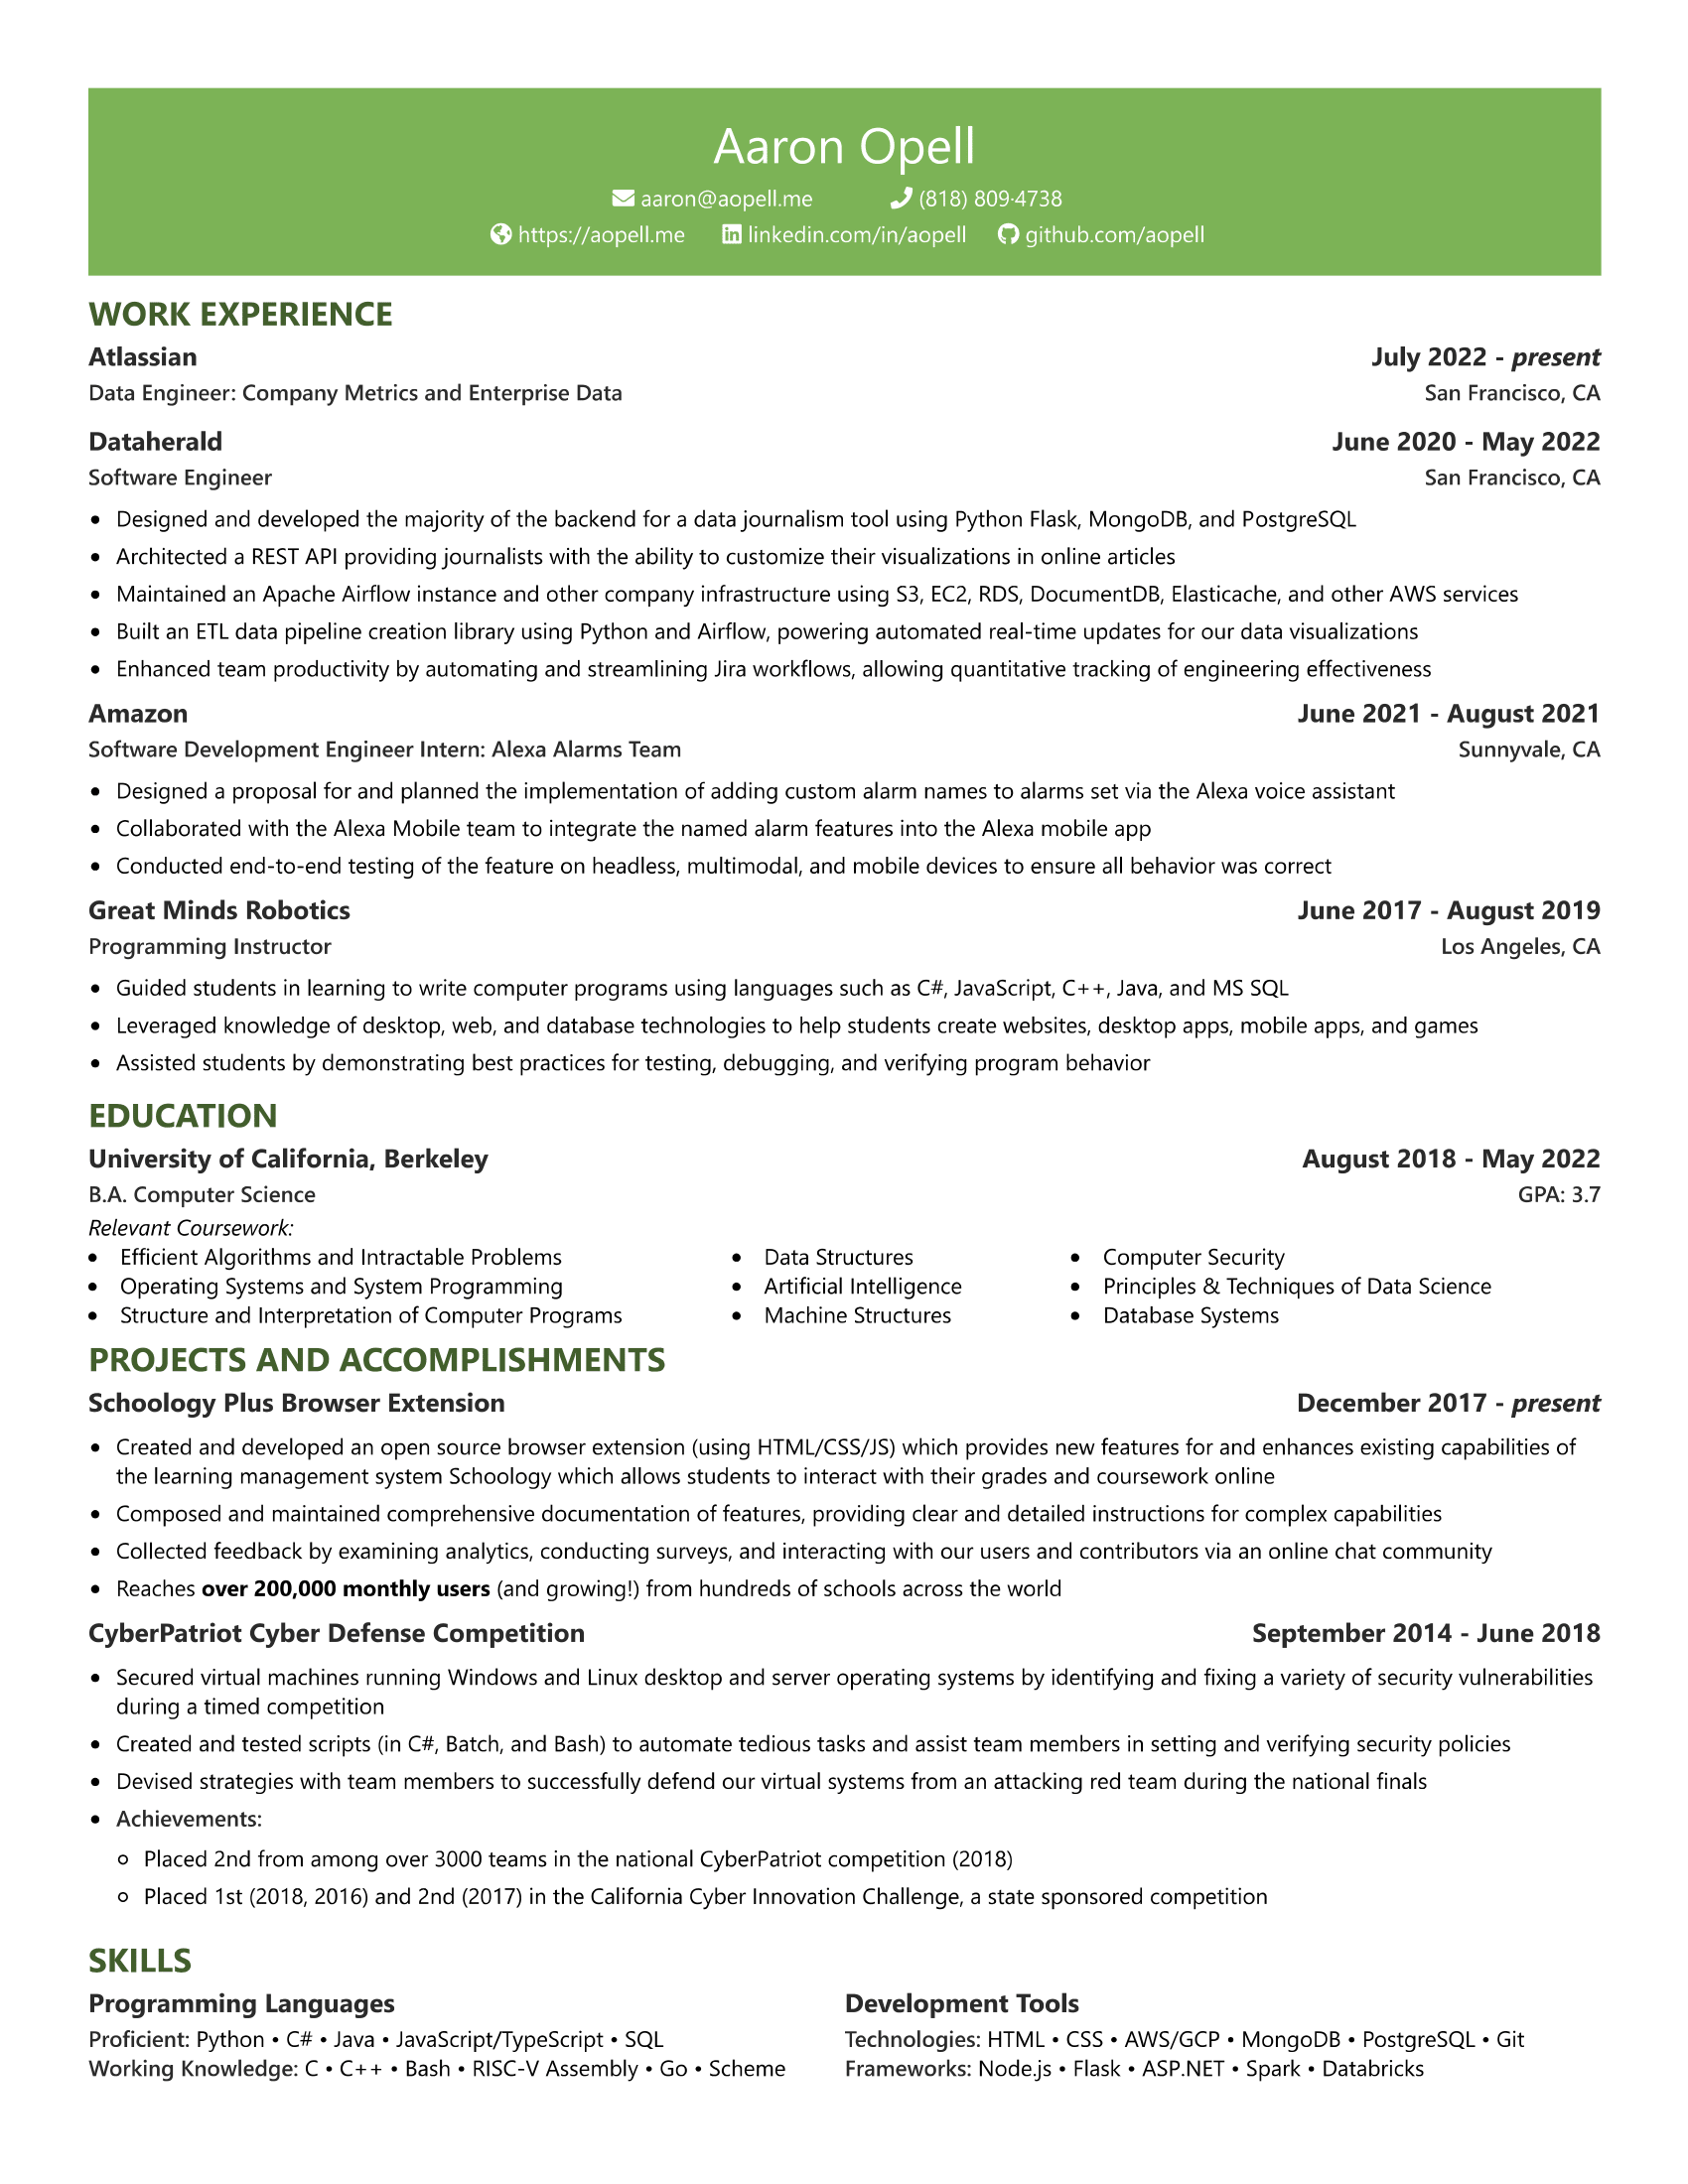 Aaron Opell
aaron@aopell.me (818) 809-4738
https://aopell.me linkedin.com/in/aopell github.com/aopell
WORK EXPERIENCE
Atlassian July 2022 - present
Data Engineer: Company Metrics and Enterprise Data San Francisco, CA
Dataherald June 2020 - May 2022
Software Engineer San Francisco, CA
• Designed and developed the majority of the backend for a data journalism tool using Python Flask, MongoDB, and PostgreSQL
• Architected a REST API providing journalists with the ability to customize their visualizations in online articles
• Maintained an Apache Airflow instance and other company infrastructure using S3, EC2, RDS, DocumentDB, Elasticache, and other AWS services
• Built an ETL data pipeline creation library using Python and Airflow, powering automated real-time updates for our data visualizations
• Enhanced team productivity by automating and streamlining Jira workflows, allowing quantitative tracking of engineering effectiveness
Amazon June 2021 - August 2021
Software Development Engineer Intern: Alexa Alarms Team Sunnyvale, CA
• Designed a proposal for and planned the implementation of adding custom alarm names to alarms set via the Alexa voice assistant
• Collaborated with the Alexa Mobile team to integrate the named alarm features into the Alexa mobile app
• Conducted end-to-end testing of the feature on headless, multimodal, and mobile devices to ensure all behavior was correct
Great Minds Robotics June 2017 - August 2019
Programming Instructor Los Angeles, CA
• Guided students in learning to write computer programs using languages such as C#, JavaScript, C++, Java, and MS SQL
• Leveraged knowledge of desktop, web, and database technologies to help students create websites, desktop apps, mobile apps, and games
• Assisted students by demonstrating best practices for testing, debugging, and verifying program behavior
EDUCATION
University of California, Berkeley August 2018 - May 2022
B.A. Computer Science GPA: 3.7
Relevant Coursework:
• Efficient Algorithms and Intractable Problems • Data Structures • Computer Security
• Operating Systems and System Programming • Artificial Intelligence • Principles & Techniques of Data Science
• Structure and Interpretation of Computer Programs • Machine Structures • Database Systems
PROJECTS AND ACCOMPLISHMENTS
Schoology Plus Browser Extension December 2017 - present
• Created and developed an open source browser extension (using HTML/CSS/JS) which provides new features for and enhances existing capabilities of
the learning management system Schoology which allows students to interact with their grades and coursework online
• Composed and maintained comprehensive documentation of features, providing clear and detailed instructions for complex capabilities
• Collected feedback by examining analytics, conducting surveys, and interacting with our users and contributors via an online chat community
• Reaches over 200,000 monthly users (and growing!) from hundreds of schools across the world
CyberPatriot Cyber Defense Competition September 2014 - June 2018
• Secured virtual machines running Windows and Linux desktop and server operating systems by identifying and fixing a variety of security vulnerabilities
during a timed competition
• Created and tested scripts (in C#, Batch, and Bash) to automate tedious tasks and assist team members in setting and verifying security policies
• Devised strategies with team members to successfully defend our virtual systems from an attacking red team during the national finals
• Achievements:
○ Placed 2nd from among over 3000 teams in the national CyberPatriot competition (2018)
○ Placed 1st (2018, 2016) and 2nd (2017) in the California Cyber Innovation Challenge, a state sponsored competition
SKILLS
Programming Languages Development Tools
Proficient: Python • C# • Java • JavaScript/TypeScript • SQL Technologies: HTML • CSS • AWS/GCP • MongoDB • PostgreSQL • Git
Working Knowledge: C • C++ • Bash • RISC-V Assembly • Go • Scheme Frameworks: Node.js • Flask • ASP.NET • Spark • Databricks